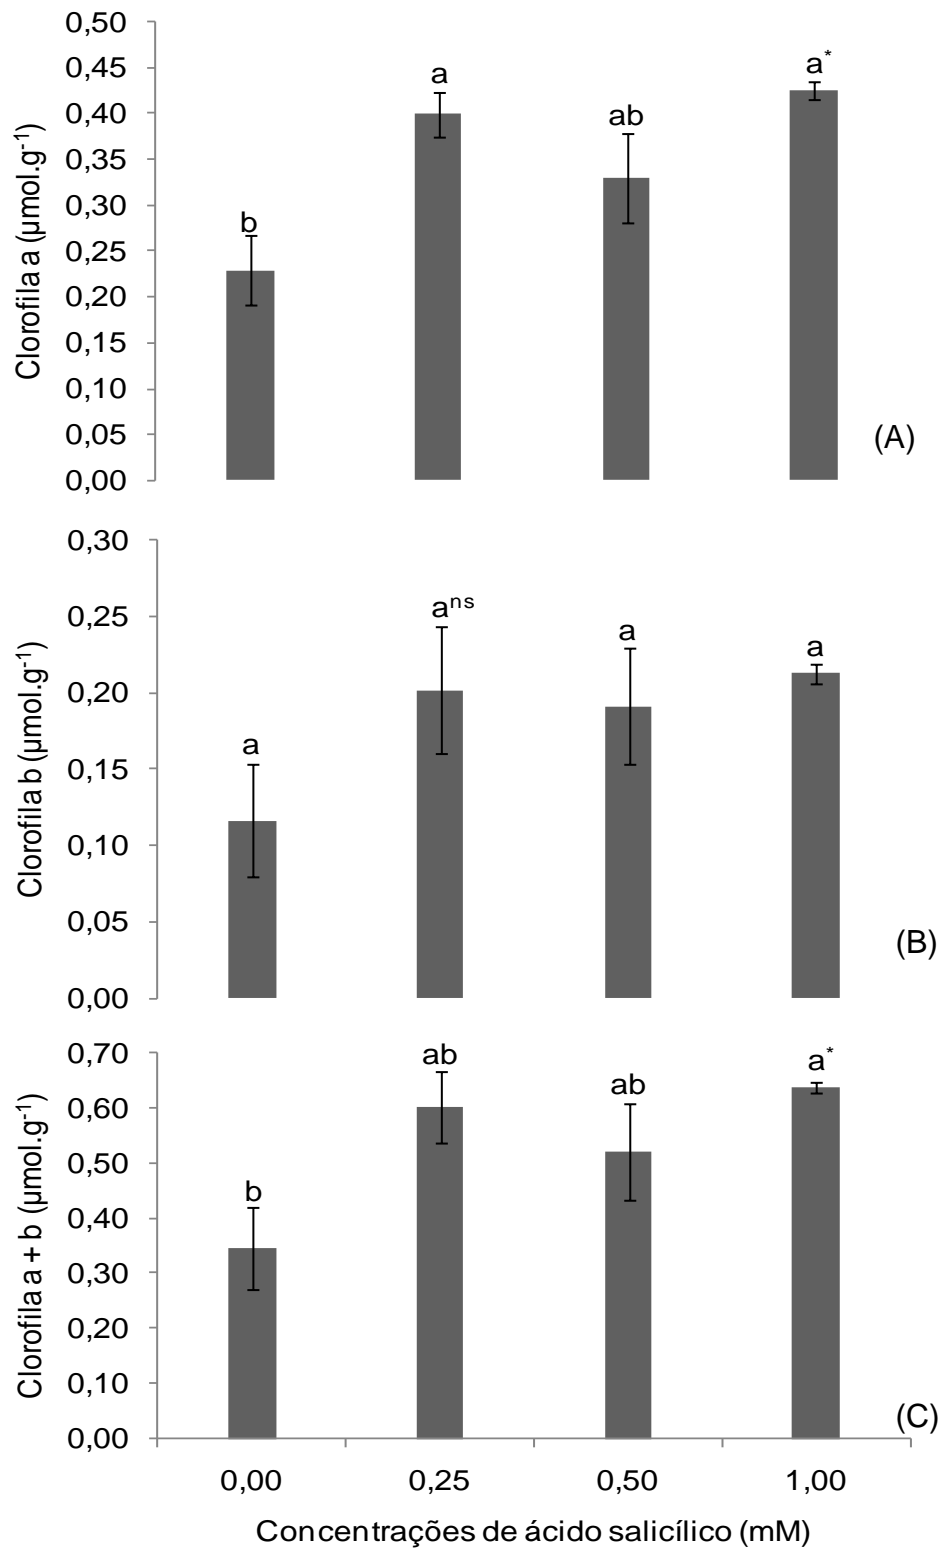 0,50
0,45
0,40
0,35
0,30
0,25
0,20
0,15
0,10
0,05
0,00
Clorofila a (µmol.g⁻¹)
b
a
ab
a*
(A)
0,30
0,25
0,20
0,15
0,10
0,05
0,00
Clorofila b (µmol.g⁻¹)
a
aⁿˢ
a
a
(B)
0,70
0,60
0,50
0,40
0,30
0,20
0,10
0,00
Clorofila a + b (µmol.g⁻¹)
b
ab
ab
a*
(C)
0,00 0,25 0,50 1,00
Concentrações de ácido salicílico (mM)